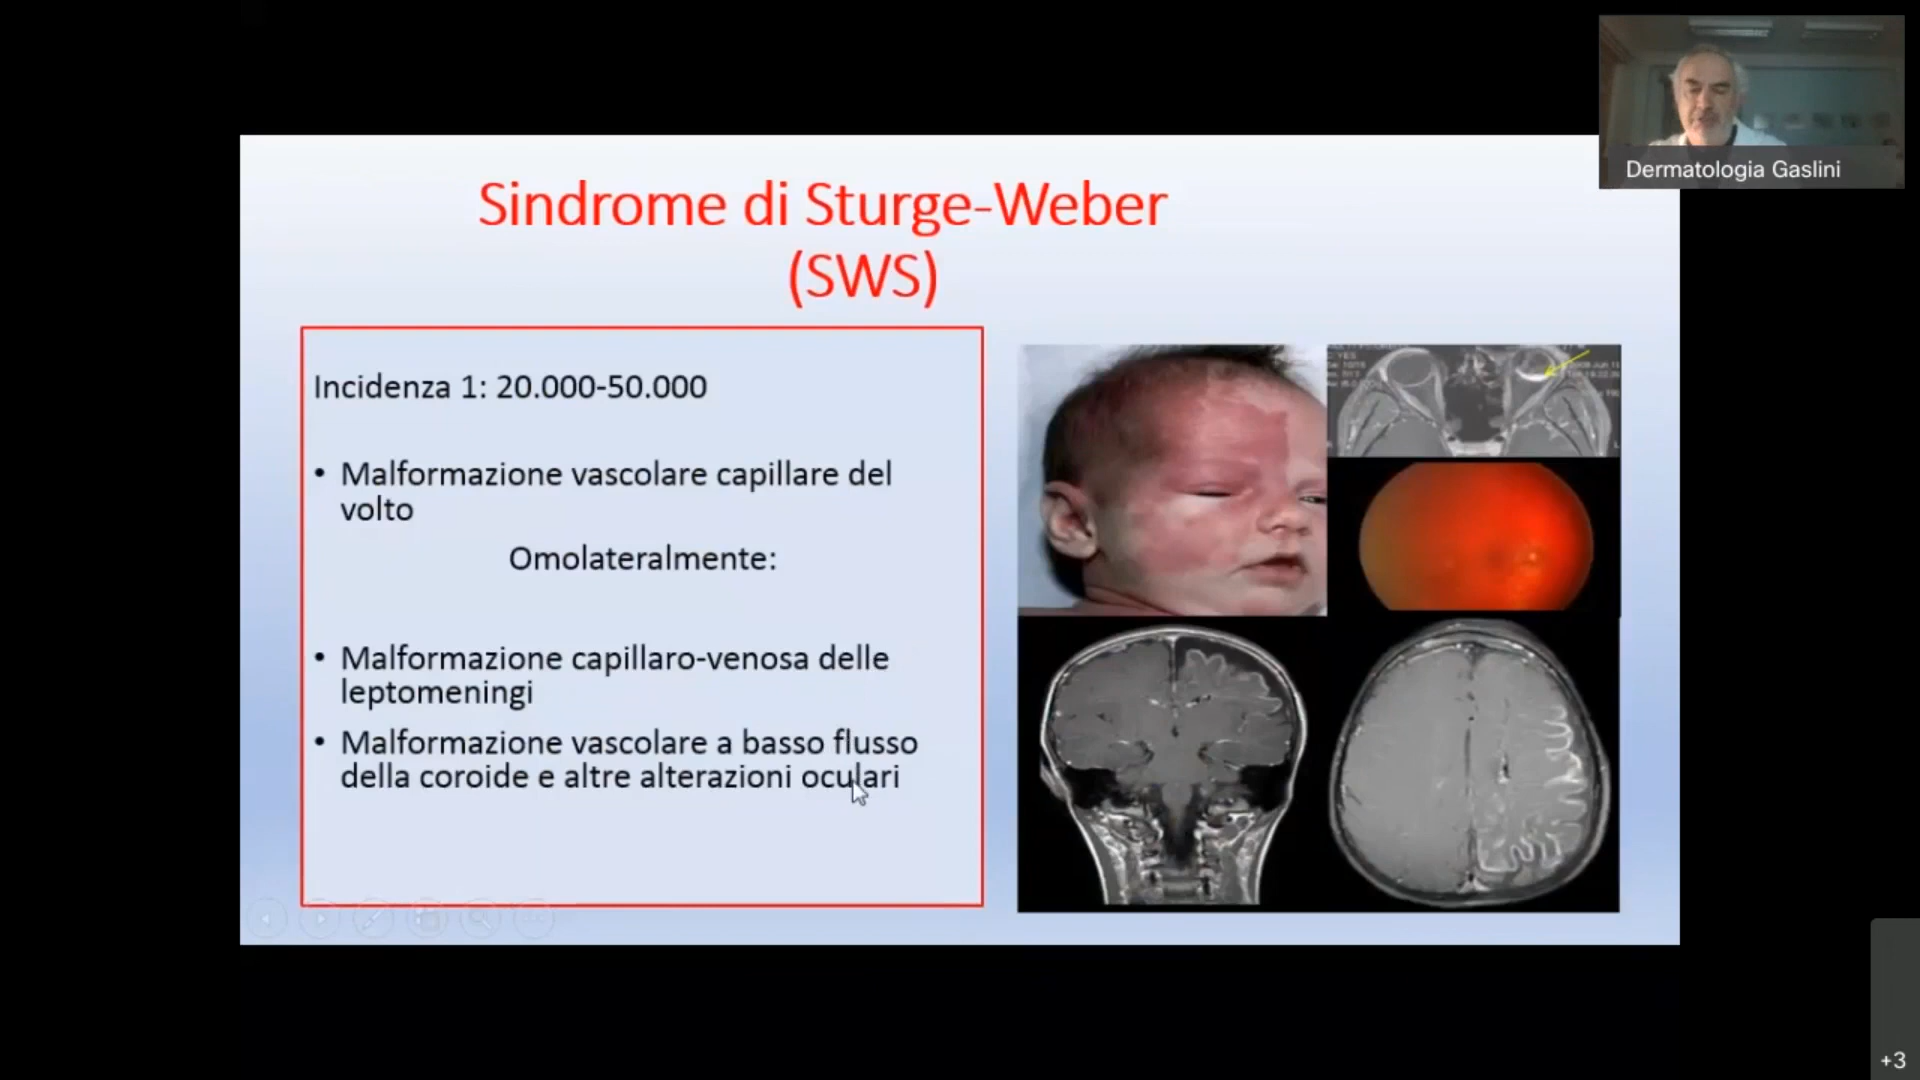 Dermatologia Gaslini
Sindrome di Sturge-Weber
(SWS)
Incidenza 1: 20.000-50.000
• Malformazione vascolare capillare del
volto
Omolateralmente:
• Malformazione capillaro-venosa delle
leptomeningi
• Malformazione vascolare a basso flusso
della coroide e altre alterazioni oculari
+3